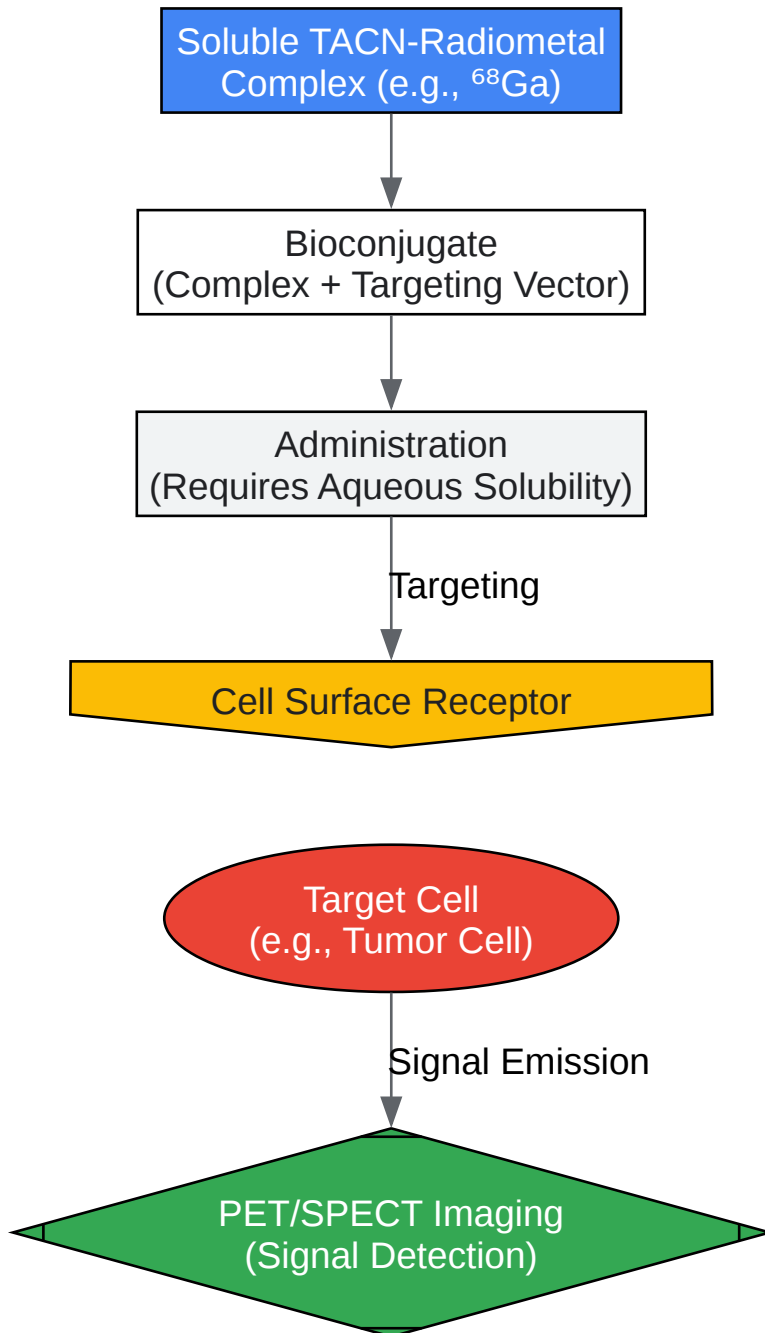 Soluble TACN-Radiometal
Complex (e.g., ⁶⁸Ga)
Bioconjugate
(Complex + Targeting Vector)
Administration
(Requires Aqueous Solubility)
Targeting
Cell Surface Receptor
Target Cell
(e.g., Tumor Cell)
Signal Emission
PET/SPECT Imaging
(Signal Detection)